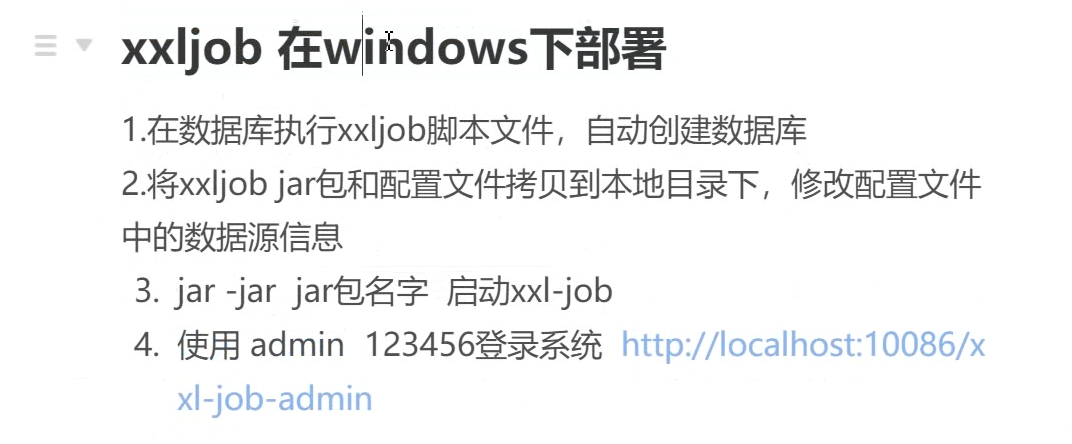 xxljob 在windows下部署
1.在数据库执行xxljob脚本文件，自动创建数据库
2.将xxljob jar包和配置文件拷贝到本地目录下，修改配置文件
中的数据源信息
3. jar -jar jar包名字 启动xxl-job
4. 使用 admin 123456登录系统 http://localhost:10086/x
xl-job-admin